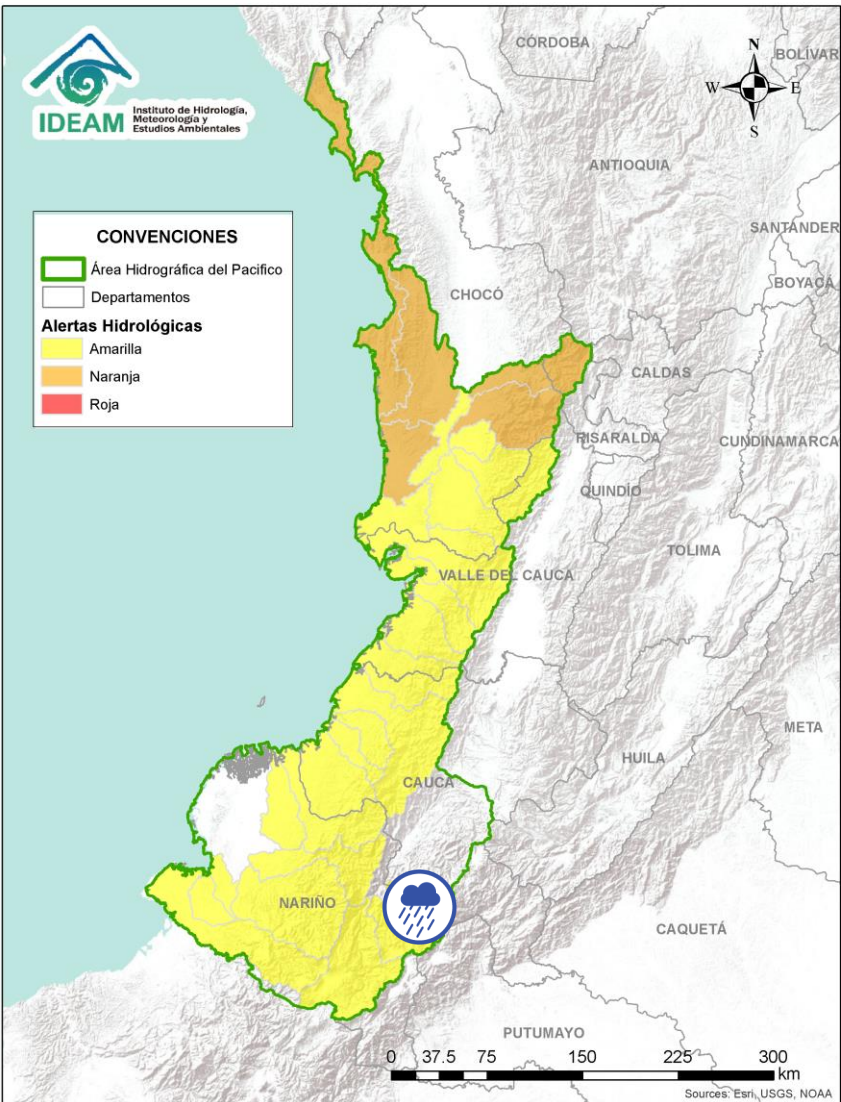 IDEAM
Instituto de Hidrología,
Meteorología y
Estudios Ambientales
CÓRDOBA
BOLIVAR
N
W
E
S
ANTIOQUIA
SANTANDER
BOYACÁ
CONVENCIONES
Área Hidrográfica del Pacifico
Departamentos
Alertas Hidrológicas
Amarilla
Naranja
Roja
CHOCÓ
CALDAS
RISARALDA
CUNDINAMARCA
QUINDÍO
TOLIMA
VALLE DEL CAUCA
META
HUILA
CAUCA
NARIÑO
CAQUETÁ
PUTUMAYO
0 37.5 75 150 225 300
km
Sources: Esri, USGS, NOAA